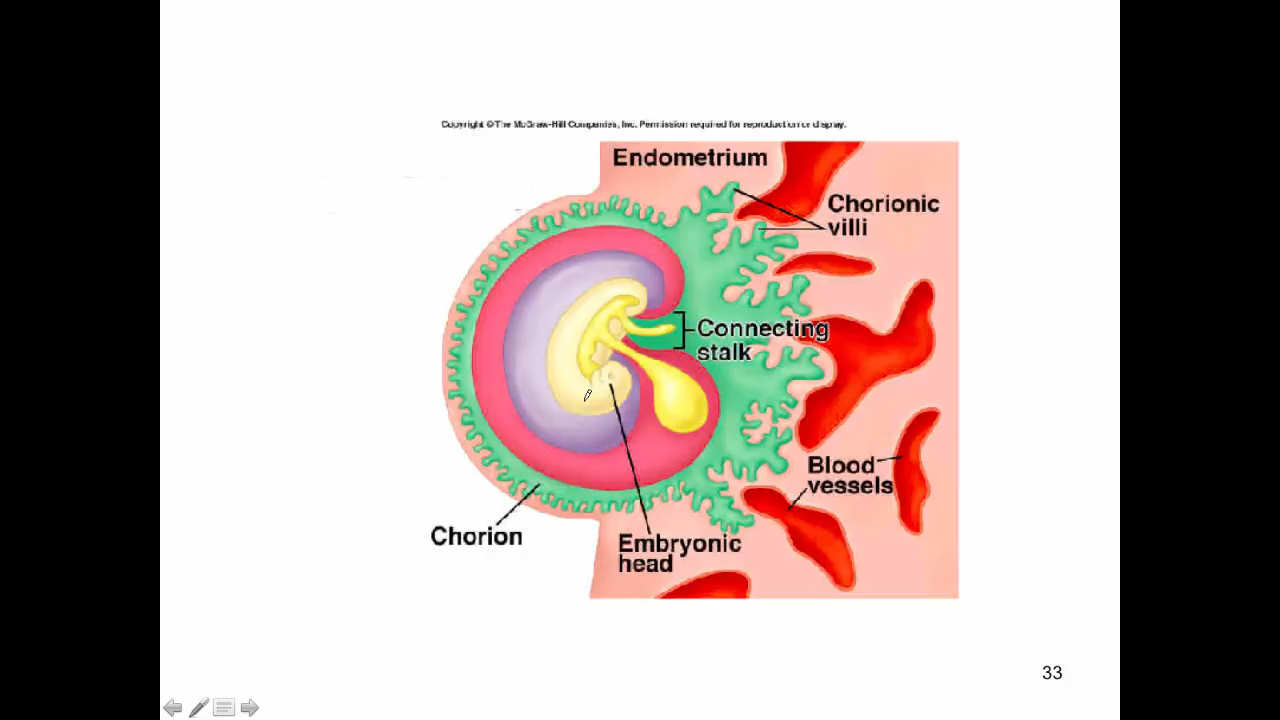 Copyright ©The McGraw-Hill Companies, Inc. Permission required for reproduction or display.
Endometrium
Chorionic
villi
Connecting
stalk
Blood
vessels
Chorion
Embryonic
head
33